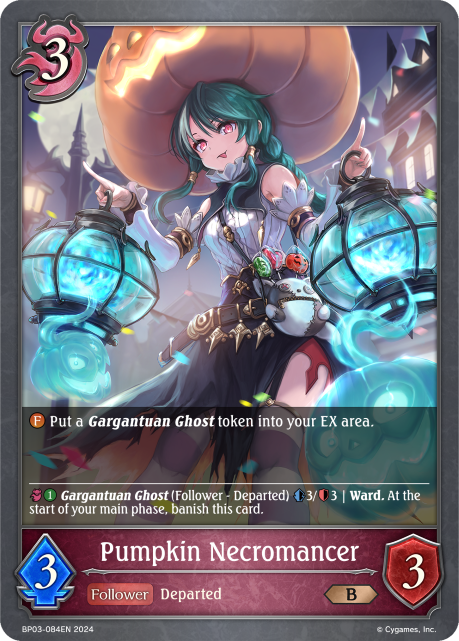 3
F Put a Gargantuan Ghost token into your EX area.
1 Gargantuan Ghost (Follower - Departed) 3/3 | Ward. At the
start of your main phase, banish this card.
Pumpkin Necromancer
3
Follower Departed
B
3
BP03-084EN 2024
© Cygames, Inc.